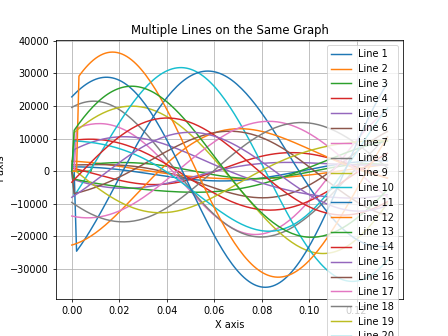 Multiple Lines on the Same Graph
40000
30000
20000
10000
0
−10000
−20000
−30000
0.00
0.02
0.04
0.06
0.08
0.10
X axis
axis
Line 1
Line 2
Line 3
Line 4
Line 5
Line 6
Line 7
Line 8
Line 9
Line 10
Line 11
Line 12
Line 13
Line 14
Line 15
Line 16
Line 17
Line 18
Line 19
Line 20